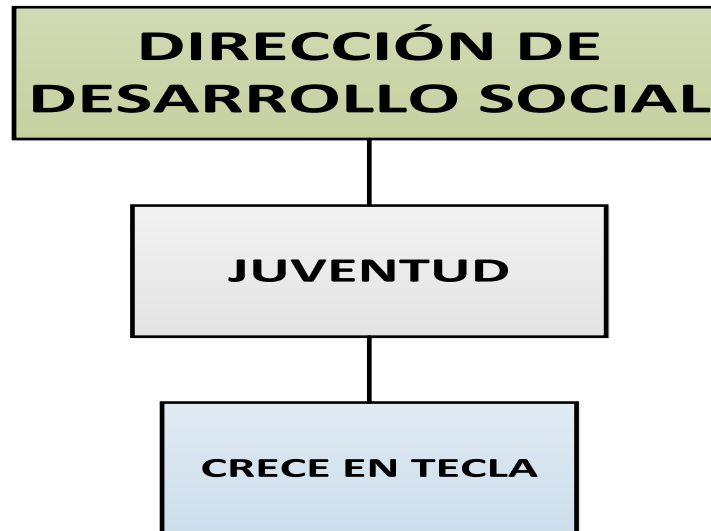 DIRECCIÓN DE
DESARROLLO SOCIAL
JUVENTUD
CRECE EN TECLA